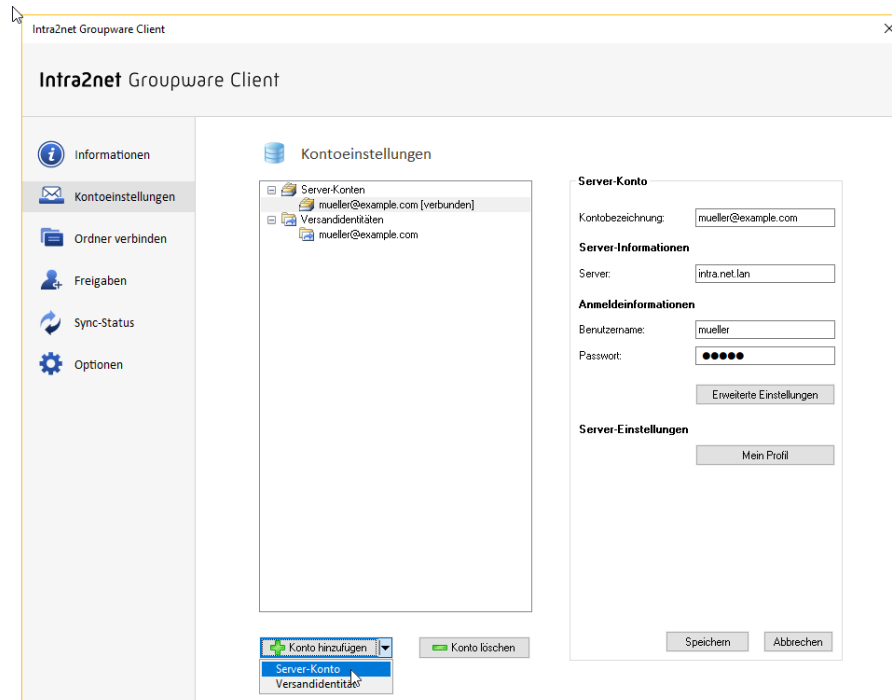 Intra2net Groupware Client
Intra2net Groupware Client
Informationen
Kontoeinstellungen
Ordner verbinden
Freigaben
Sync-Status
Optionen
Kontoeinstellungen
Server-Konten
mueller@example.com [verbunden]
Versandidentitäten
mueller@example.com
Konto hinzufügen
Konto löschen
Server-Konto
Versandidentität
Server-Konto
Kontobezeichnung: mueller@example.com
Server-Informationen
Server: intra.net.lan
Anmeldeinformationen
Benutzername: mueller
Passwort: ●●●●●
Erweiterte Einstellungen
Server-Einstellungen
Mein Profil
Speichern Abbrechen